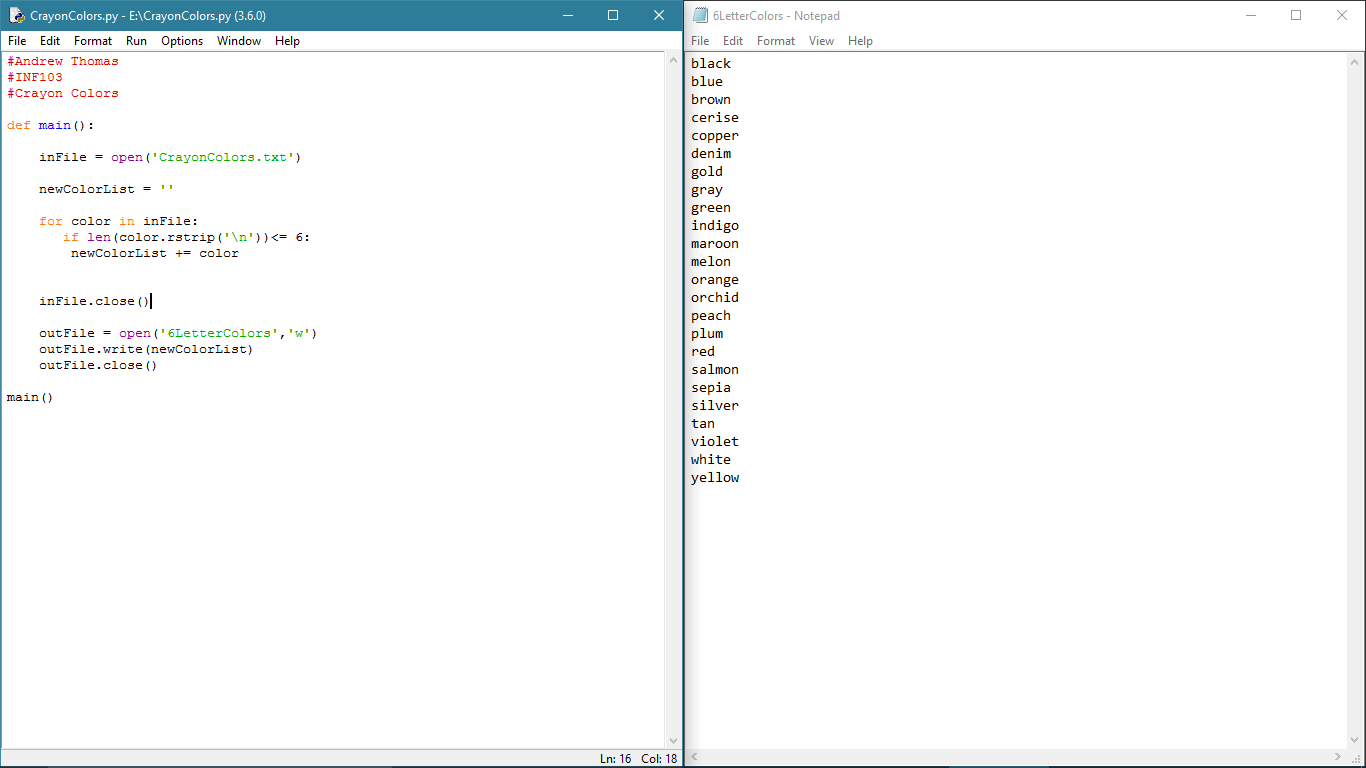 CrayonColors.py - E:\CrayonColors.py (3.6.0)
File Edit Format Run Options Window Help
#Andrew Thomas
#INF103
#Crayon Colors
def main():
    inFile = open('CrayonColors.txt')
    newColorList = ''
    for color in inFile:
       if len(color.rstrip('\n'))<= 6:
        newColorList += color
    inFile.close()
    outFile = open('6LetterColors','w')
    outFile.write(newColorList)
    outFile.close()
main()
Ln: 16 Col: 18
6LetterColors - Notepad
File Edit Format View Help
black
blue
brown
cerise
copper
denim
gold
gray
green
indigo
maroon
melon
orange
orchid
peach
plum
red
salmon
sepia
silver
tan
violet
white
yellow